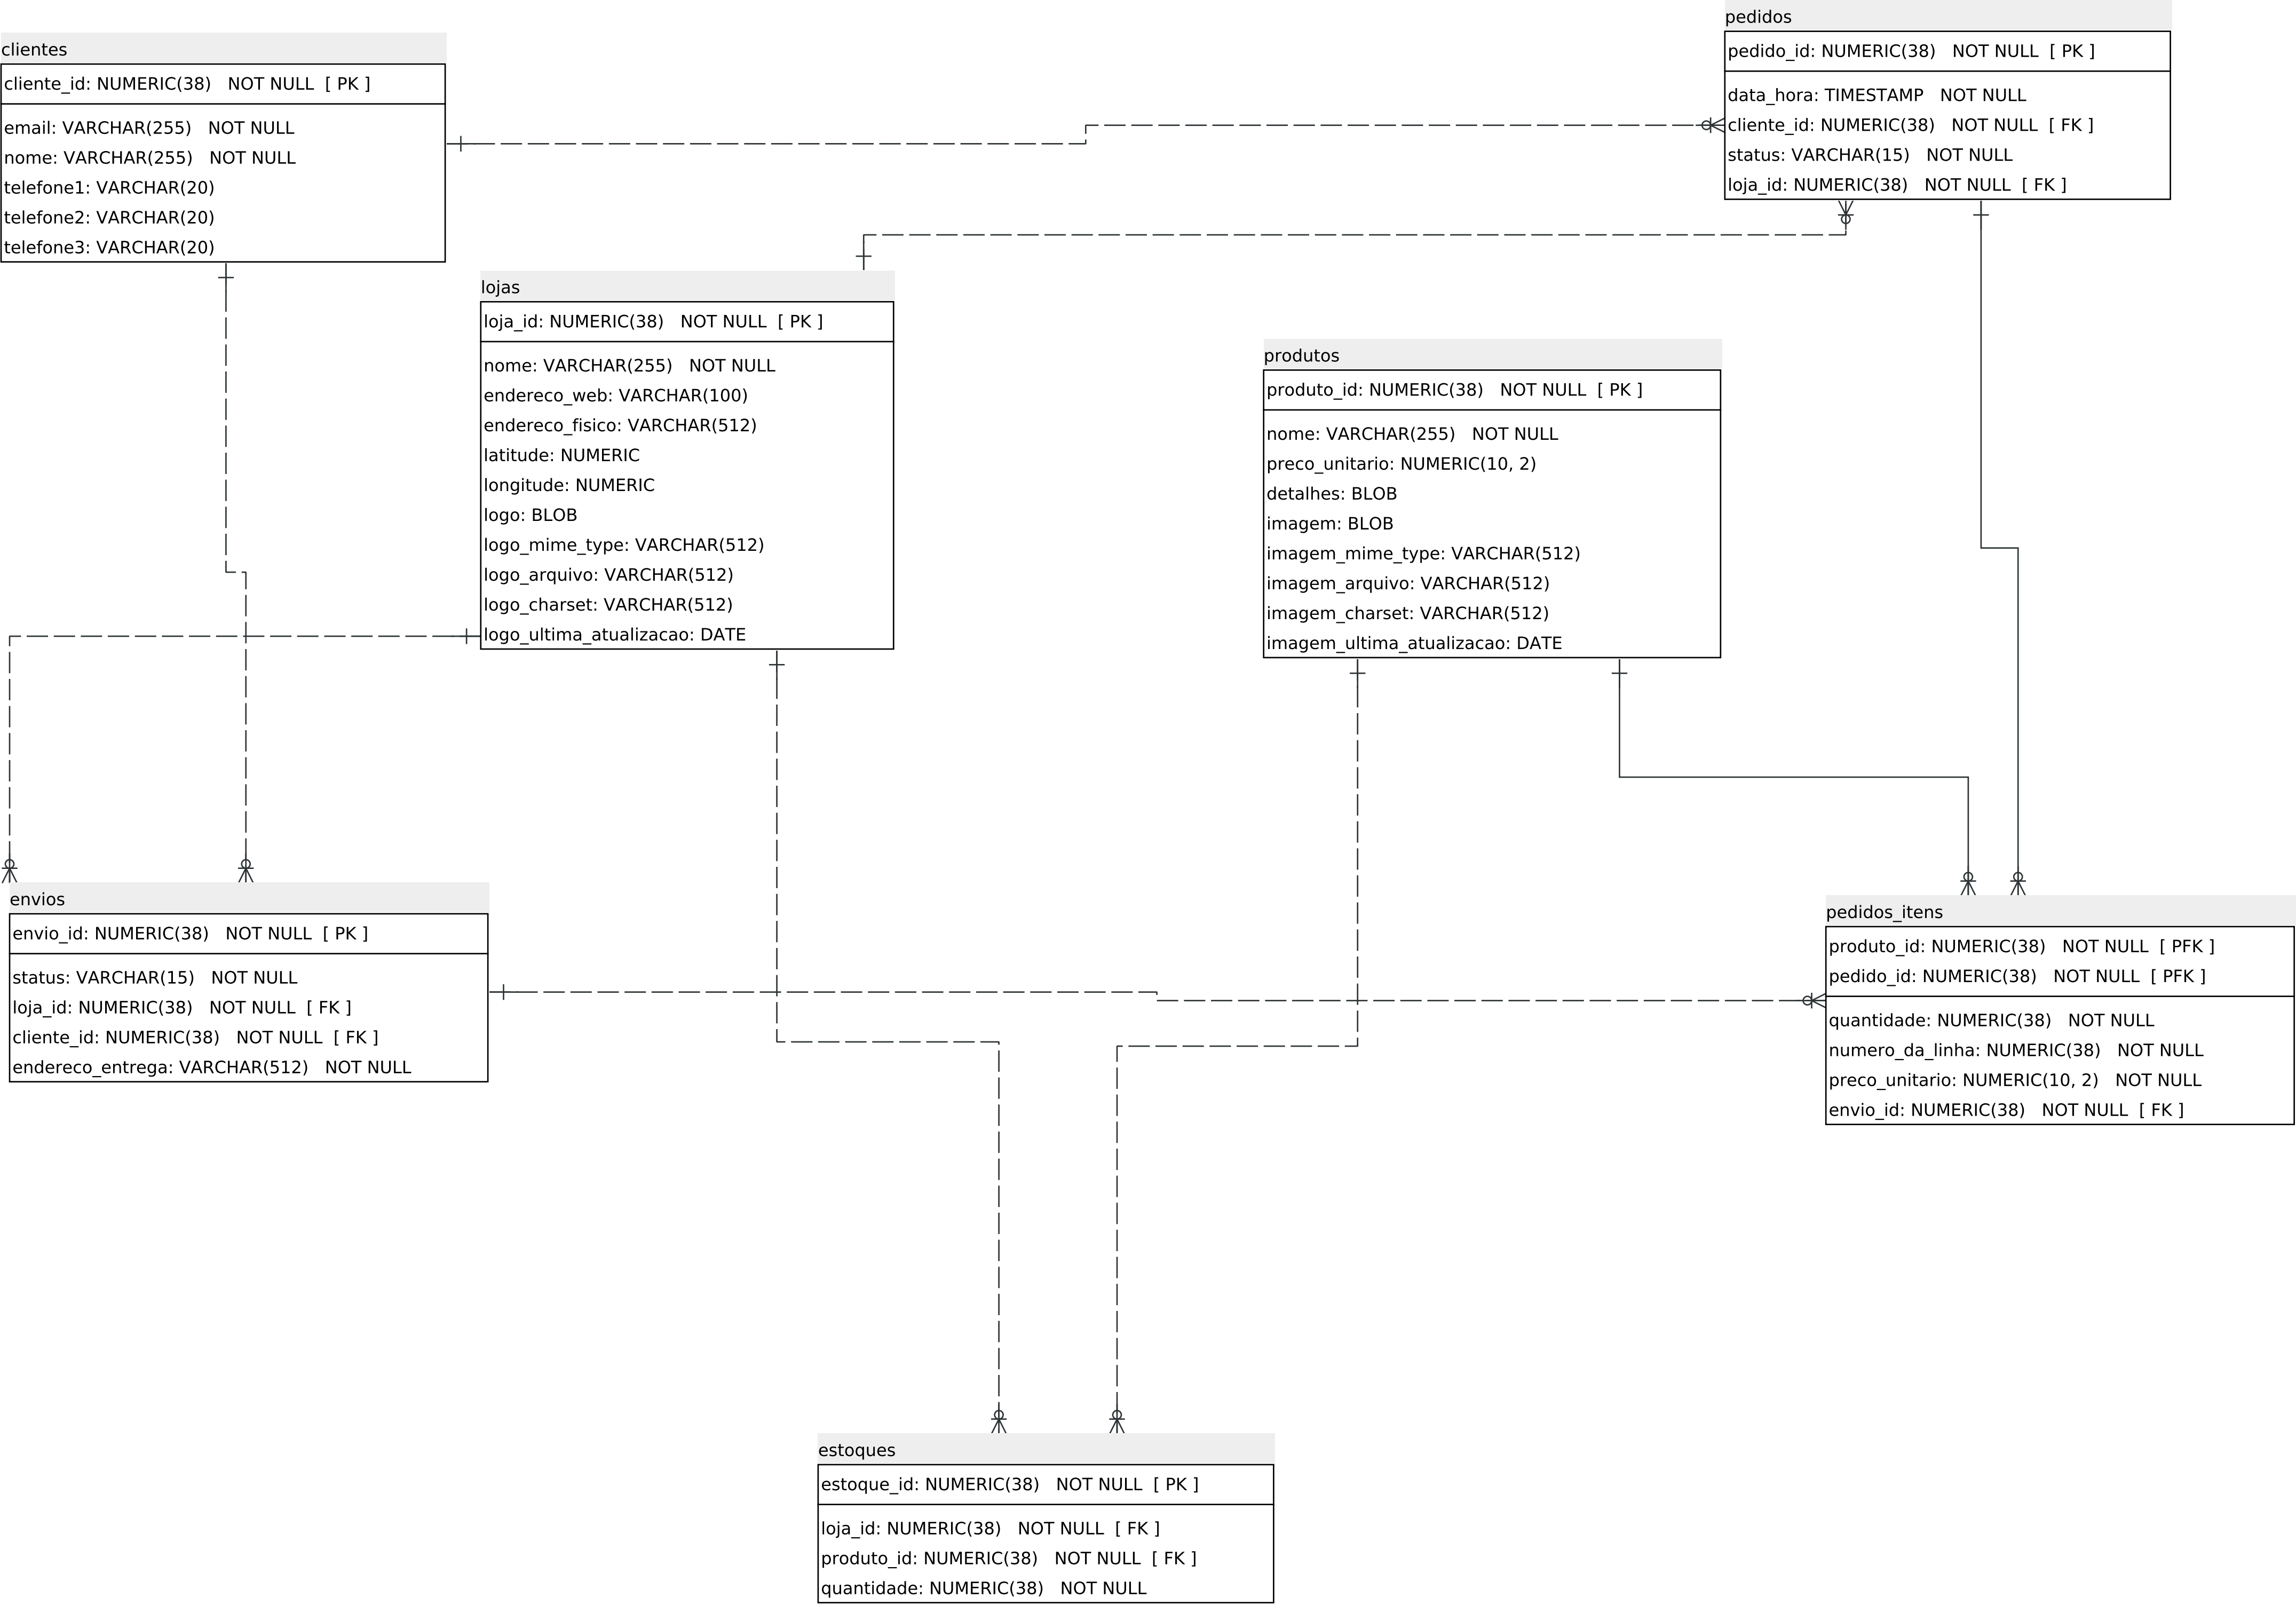 clientes
cliente_id: NUMERIC(38) NOT NULL [ PK ]
email: VARCHAR(255) NOT NULL
nome: VARCHAR(255) NOT NULL
telefone1: VARCHAR(20)
telefone2: VARCHAR(20)
telefone3: VARCHAR(20)
pedidos
pedido_id: NUMERIC(38) NOT NULL [ PK ]
data_hora: TIMESTAMP NOT NULL
cliente_id: NUMERIC(38) NOT NULL [ FK ]
status: VARCHAR(15) NOT NULL
loja_id: NUMERIC(38) NOT NULL [ FK ]
lojas
loja_id: NUMERIC(38) NOT NULL [ PK ]
nome: VARCHAR(255) NOT NULL
endereco_web: VARCHAR(100)
endereco_fisico: VARCHAR(512)
latitude: NUMERIC
longitude: NUMERIC
logo: BLOB
logo_mime_type: VARCHAR(512)
logo_arquivo: VARCHAR(512)
logo_charset: VARCHAR(512)
logo_ultima_atualizacao: DATE
produtos
produto_id: NUMERIC(38) NOT NULL [ PK ]
nome: VARCHAR(255) NOT NULL
preco_unitario: NUMERIC(10, 2)
detalhes: BLOB
imagem: BLOB
imagem_mime_type: VARCHAR(512)
imagem_arquivo: VARCHAR(512)
imagem_charset: VARCHAR(512)
imagem_ultima_atualizacao: DATE
envios
envio_id: NUMERIC(38) NOT NULL [ PK ]
status: VARCHAR(15) NOT NULL
loja_id: NUMERIC(38) NOT NULL [ FK ]
cliente_id: NUMERIC(38) NOT NULL [ FK ]
endereco_entrega: VARCHAR(512) NOT NULL
pedidos_itens
produto_id: NUMERIC(38) NOT NULL [ PFK ]
pedido_id: NUMERIC(38) NOT NULL [ PFK ]
quantidade: NUMERIC(38) NOT NULL
numero_da_linha: NUMERIC(38) NOT NULL
preco_unitario: NUMERIC(10, 2) NOT NULL
envio_id: NUMERIC(38) NOT NULL [ FK ]
estoques
estoque_id: NUMERIC(38) NOT NULL [ PK ]
loja_id: NUMERIC(38) NOT NULL [ FK ]
produto_id: NUMERIC(38) NOT NULL [ FK ]
quantidade: NUMERIC(38) NOT NULL